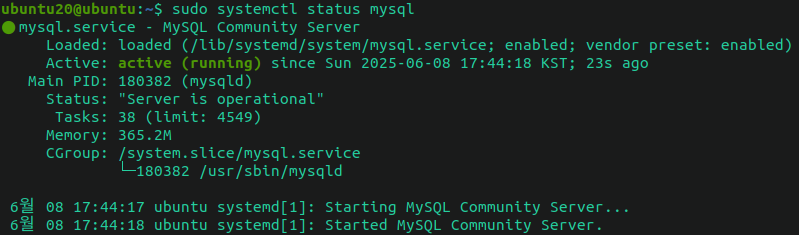 ubuntu20@ubuntu:~$ sudo systemctl status mysql
● mysql.service - MySQL Community Server
     Loaded: loaded (/lib/systemd/system/mysql.service; enabled; vendor preset: enabled)
     Active: active (running) since Sun 2025-06-08 17:44:18 KST; 23s ago
   Main PID: 180382 (mysqld)
     Status: "Server is operational"
      Tasks: 38 (limit: 4549)
     Memory: 365.2M
     CGroup: /system.slice/mysql.service
             └─180382 /usr/sbin/mysqld
 6월 08 17:44:17 ubuntu systemd[1]: Starting MySQL Community Server...
 6월 08 17:44:18 ubuntu systemd[1]: Started MySQL Community Server.